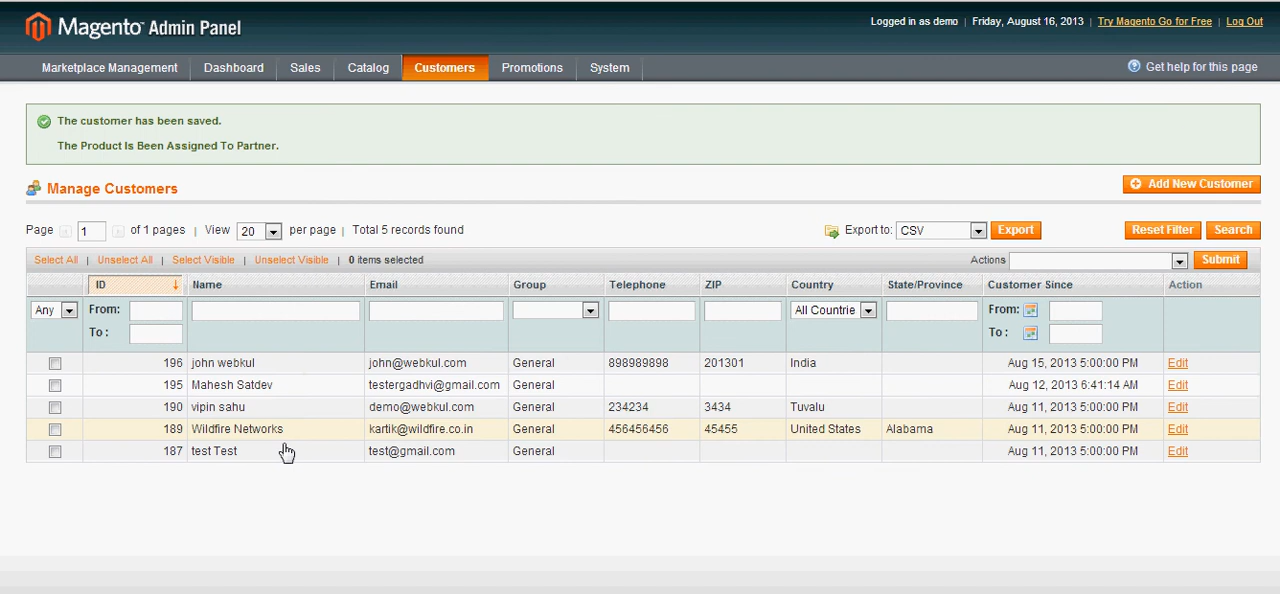 Magento Admin Panel
Logged in as demo | Friday, August 16, 2013 | Try Magento Go for Free | Log Out
Marketplace Management Dashboard Sales Catalog Customers Promotions System Get help for this page
The customer has been saved.
The Product Is Been Assigned To Partner.
Manage Customers Add New Customer
Page 1 of 1 pages | View 20 per page | Total 5 records found Export to: CSV Export Reset Filter Search
Select All | Unselect All | Select Visible | Unselect Visible | 0 items selected Actions Submit
ID Name Email Group Telephone ZIP Country State/Province Customer Since Action
Any From: All Countrie From:
To : To :
196 john webkul john@webkul.com General 898989898 201301 India Aug 15, 2013 5:00:00 PM Edit
195 Mahesh Satdev testergadhvi@gmail.com General Aug 12, 2013 6:41:14 AM Edit
190 vipin sahu demo@webkul.com General 234234 3434 Tuvalu Aug 11, 2013 5:00:00 PM Edit
189 Wildfire Networks kartik@wildfire.co.in General 456456456 45455 United States Alabama Aug 11, 2013 5:00:00 PM Edit
187 test Test test@gmail.com General Aug 11, 2013 5:00:00 PM Edit